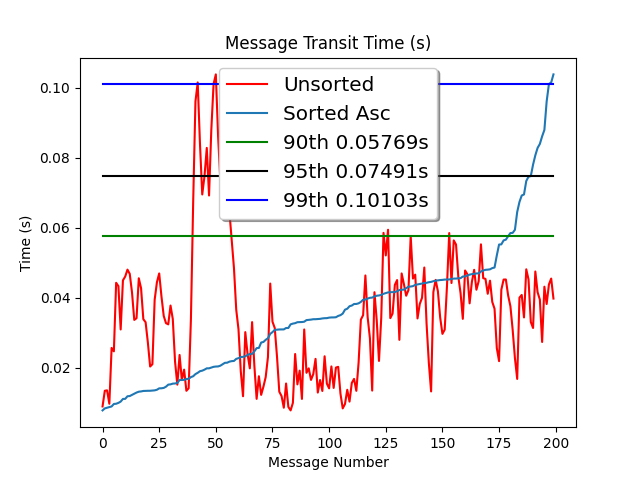 Message Transit Time (s)
Unsorted
Sorted Asc
90th 0.05769s
95th 0.07491s
99th 0.10103s
0.10
0.08
0.06
0.04
0.02
Time (s)
0 25 50 75 100 125 150 175 200
Message Number